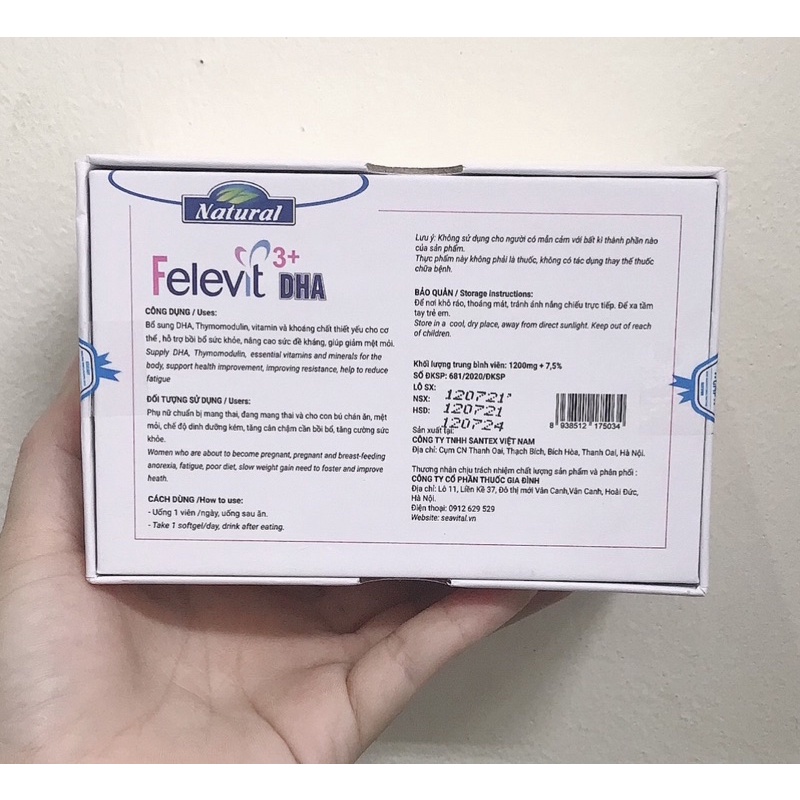 Natural
Felevit 3+ DHA
CÔNG DỤNG / Uses:
Bổ sung DHA, Thymomodulin, vitamin và khoáng chất thiết yếu cho cơ
thể , hỗ trợ bồi bổ sức khỏe, nâng cao sức đề kháng, giúp giảm mệt mỏi.
Supply DHA, Thymomodulin, essential vitamins and minerals for the
body, support health improvement, improving resistance, help to reduce
fatigue
ĐỐI TƯỢNG SỬ DỤNG / Users:
Phụ nữ chuẩn bị mang thai, đang mang thai và cho con bú chán ăn, mệt
mỏi, chế độ dinh dưỡng kém, tăng cân chậm cần bồi bổ, tăng cường sức
khỏe.
Women who are about to become pregnant, pregnant and breast-feeding
anorexia, fatigue, poor diet, slow weight gain need to foster and improve
heath.
CÁCH DÙNG /How to use:
- Uống 1 viên /ngày, uống sau ăn.
- Take 1 softgel/day, drink after eating.
Lưu ý: Không sử dụng cho người có mẫn cảm với bất kì thành phần nào
của sản phẩm.
Thực phẩm này không phải là thuốc, không có tác dụng thay thế thuốc
chữa bệnh.
BẢO QUẢN / Storage instructions:
Để nơi khô ráo, thoáng mát, tránh ánh nắng chiếu trực tiếp. Để xa tầm
tay trẻ em.
Store in a cool, dry place, away from direct sunlight. Keep out of reach
of children.
Khối lượng trung bình viên: 1200mg + 7,5%
SỐ ĐKSP: 681/2020/ĐKSP
LÔ SX: 120721
NSX: 120721
HSD: 120724
8 938512 175034
Sản xuất tại:
CÔNG TY TNHH SANTEX VIỆT NAM
Địa chỉ: Cụm CN Thanh Oai, Thạch Bích, Bích Hòa, Thanh Oai, Hà Nội.
Thương nhân chịu trách nhiệm chất lượng sản phẩm và phân phối :
CÔNG TY CỔ PHẦN THUỐC GIA ĐÌNH
Địa chỉ: Lô 11, Liền Kề 37, Đô thị mới Vân Canh,Vân Canh, Hoài Đức,
Hà Nội.
Điện thoại: 0912 629 529
Website: seavital.vn